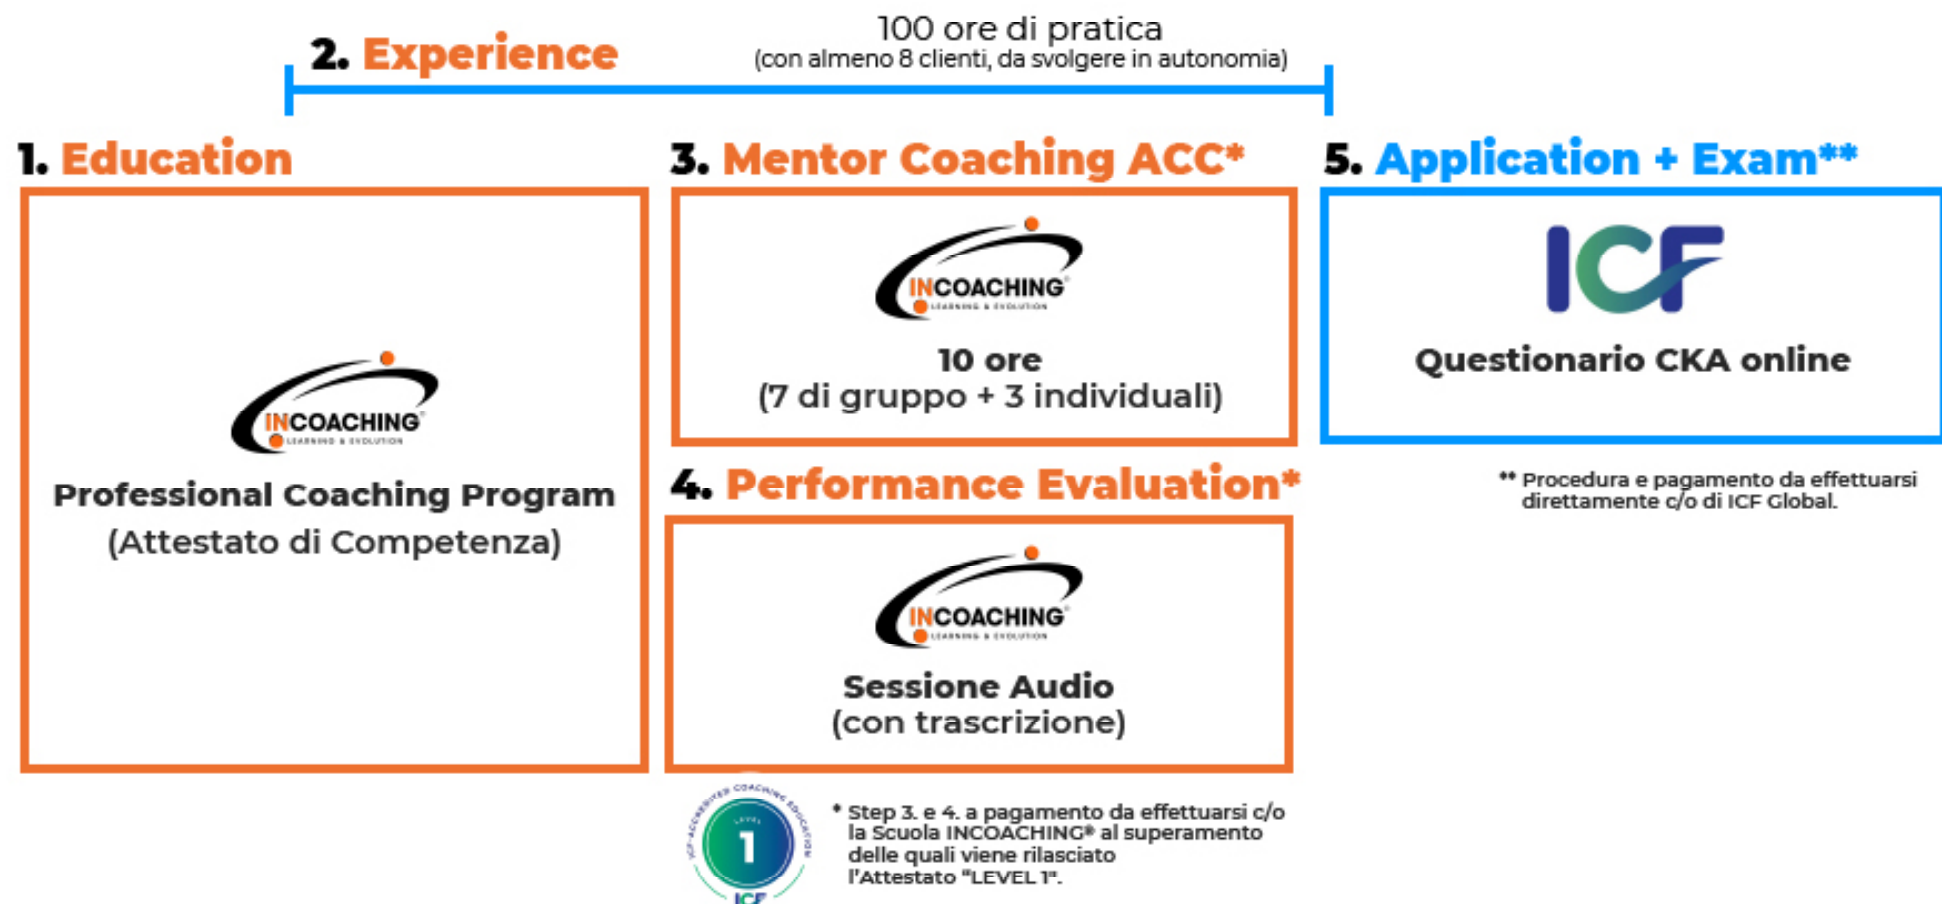 2. Experience
100 ore di pratica
(con almeno 8 clienti, da svolgere in autonomia)
1. Education
INCOACHING®
LEARNING & EVOLUTION
Professional Coaching Program
(Attestato di Competenza)
3. Mentor Coaching ACC*
INCOACHING®
LEARNING & EVOLUTION
10 ore
(7 di gruppo + 3 individuali)
4. Performance Evaluation*
INCOACHING®
LEARNING & EVOLUTION
Sessione Audio
(con trascrizione)
ICF-ACCREDITED COACHING EDUCATION
LEVEL
1
ICF
* Step 3. e 4. a pagamento da effettuarsi c/o
la Scuola INCOACHING® al superamento
delle quali viene rilasciato
l'Attestato "LEVEL 1".
5. Application + Exam**
ICF
Questionario CKA online
** Procedura e pagamento da effettuarsi
direttamente c/o di ICF Global.